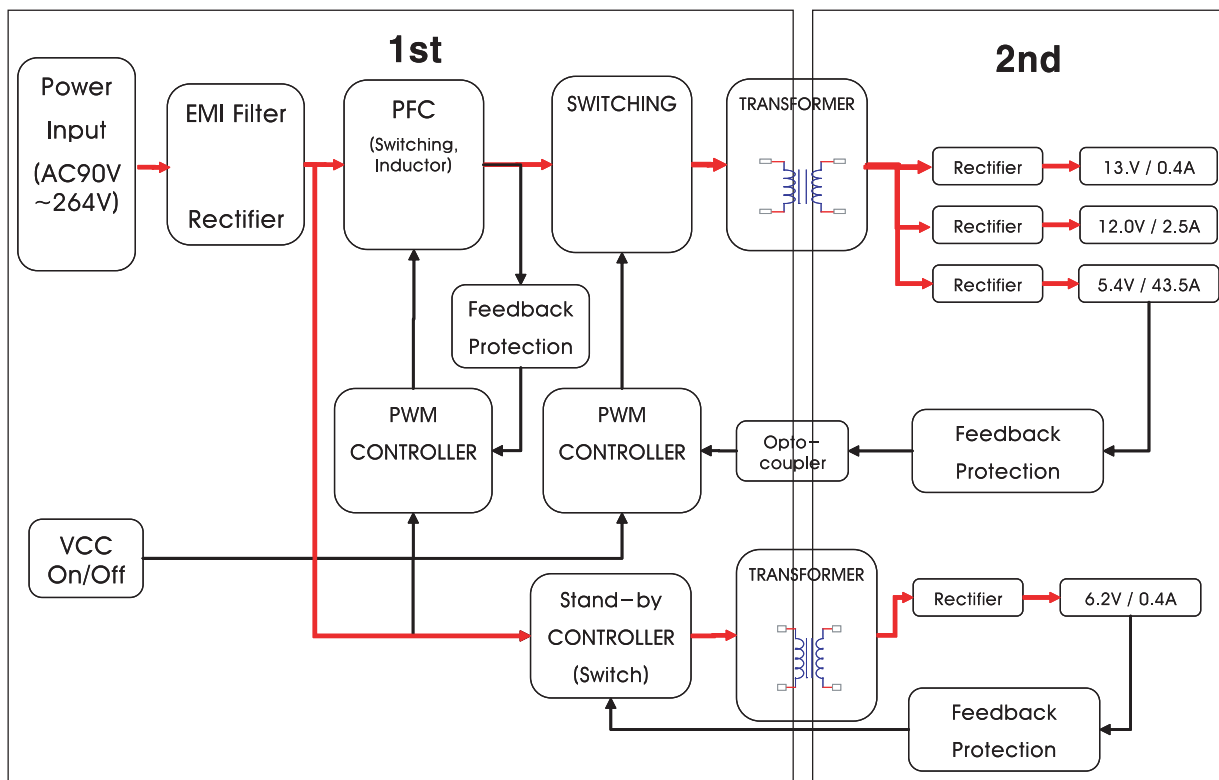 1st
2nd
Power
Input
(AC90V
~264V)
EMI Filter
Rectifier
PFC
(Switching,
Inductor)
SWITCHING
TRANSFORMER
Rectifier
13.V / 0.4A
Rectifier
12.0V / 2.5A
Rectifier
5.4V / 43.5A
Feedback
Protection
PWM
CONTROLLER
PWM
CONTROLLER
Opto-
coupler
Feedback
Protection
VCC
On/Off
Stand-by
CONTROLLER
(Switch)
TRANSFORMER
Rectifier
6.2V / 0.4A
Feedback
Protection